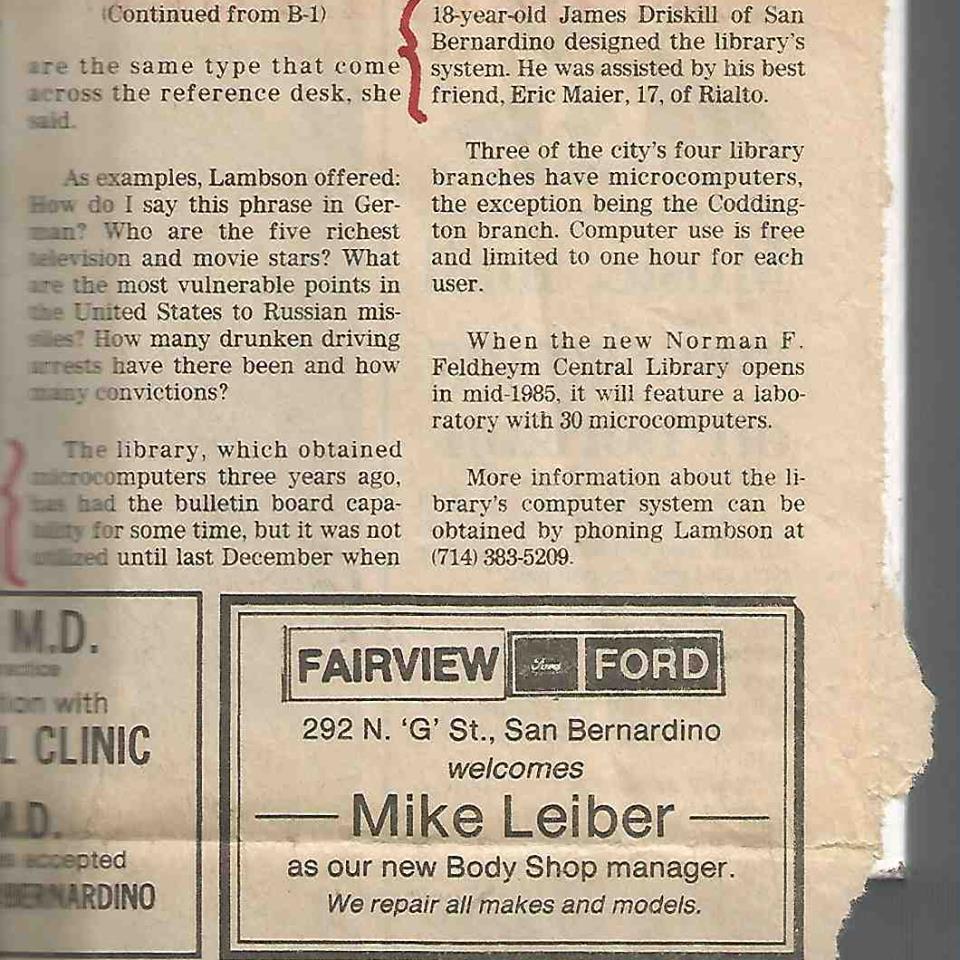 (Continued from B-1)
are the same type that come
across the reference desk, she
said.
As examples, Lambson offered:
How do I say this phrase in Ger-
man? Who are the five richest
television and movie stars? What
are the most vulnerable points in
the United States to Russian mis-
siles? How many drunken driving
arrests have there been and how
many convictions?
The library, which obtained
microcomputers three years ago,
has had the bulletin board capa-
bility for some time, but it was not
utilized until last December when
18-year-old James Driskill of San
Bernardino designed the library's
system. He was assisted by his best
friend, Eric Maier, 17, of Rialto.
Three of the city's four library
branches have microcomputers,
the exception being the Codding-
ton branch. Computer use is free
and limited to one hour for each
user.
When the new Norman F.
Feldheym Central Library opens
in mid-1985, it will feature a labo-
ratory with 30 microcomputers.
More information about the li-
brary's computer system can be
obtained by phoning Lambson at
(714) 383-5209.
M.D.
tion with
L CLINIC
M.D.
accepted
BERNARDINO
FAIRVIEW Ford FORD
292 N. 'G' St., San Bernardino
welcomes
Mike Leiber
as our new Body Shop manager.
We repair all makes and models.